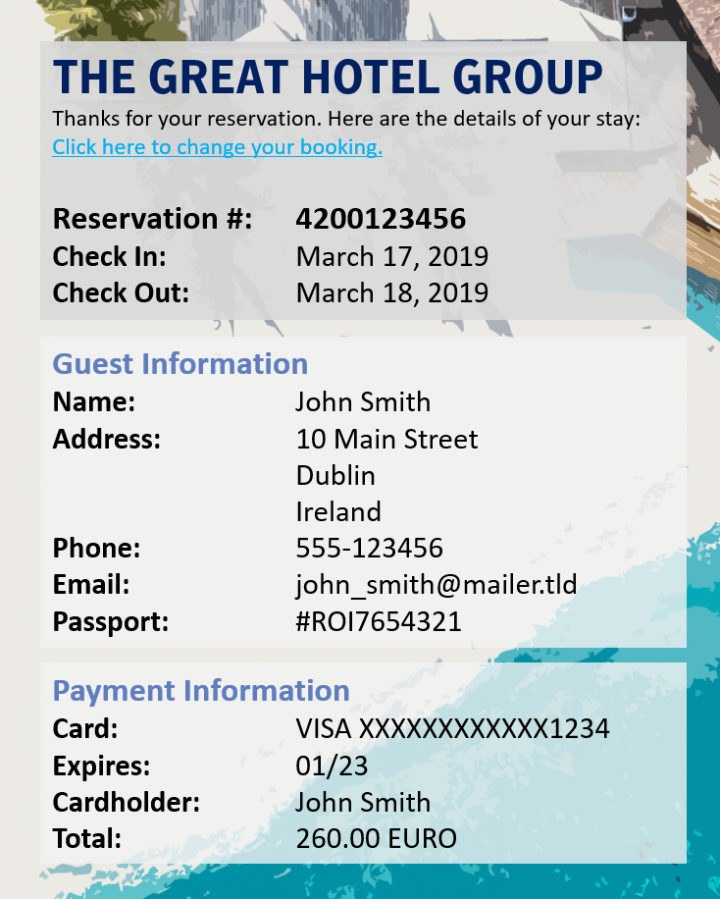 THE GREAT HOTEL GROUP
Thanks for your reservation. Here are the details of your stay:
Click here to change your booking.
Reservation #: 4200123456
Check In: March 17, 2019
Check Out: March 18, 2019
Guest Information
Name: John Smith
Address: 10 Main Street
Dublin
Ireland
Phone: 555-123456
Email: john_smith@mailer.tld
Passport: #ROI7654321
Payment Information
Card: VISA XXXXXXXXXXXX1234
Expires: 01/23
Cardholder: John Smith
Total: 260.00 EURO